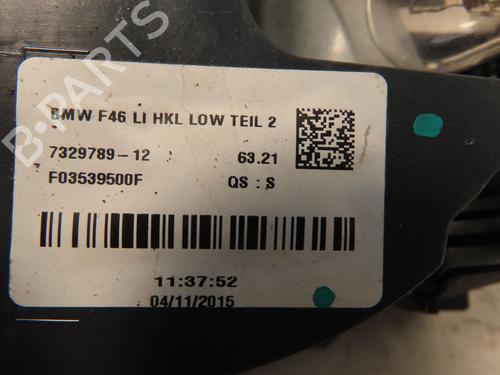 BMW F46 LI HKL LOW TEIL 2
7329789-12 63.21
F03539500F QS : S
11:37:52
04/11/2015
B-PARTS